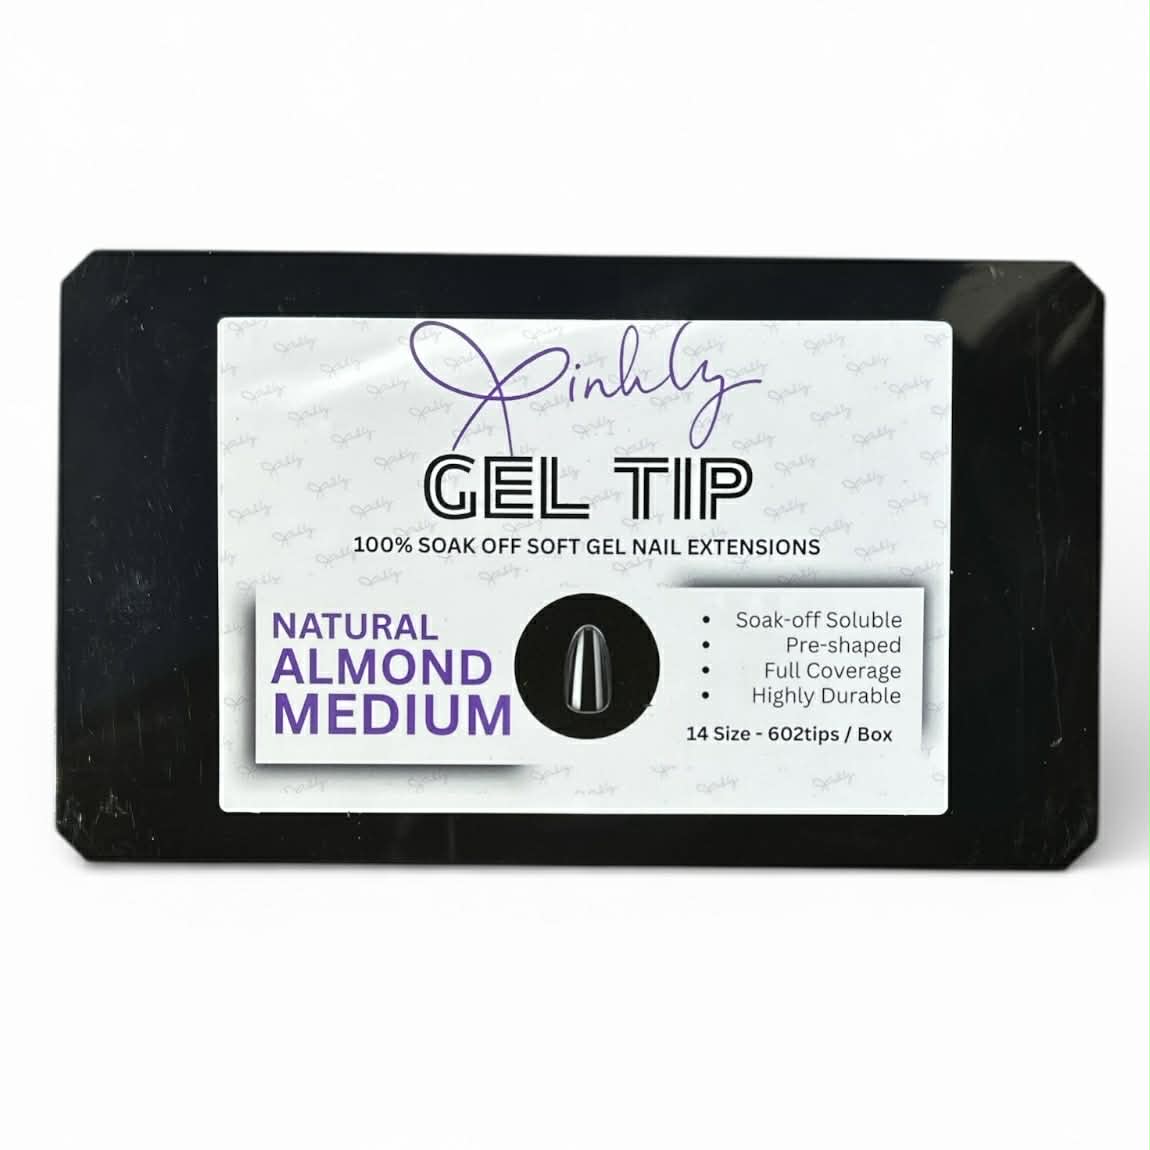 Pinkly
GEL TIP
100% SOAK OFF SOFT GEL NAIL EXTENSIONS
NATURAL
ALMOND
MEDIUM
• Soak-off Soluble
• Pre-shaped
• Full Coverage
• Highly Durable
14 Size - 602tips / Box